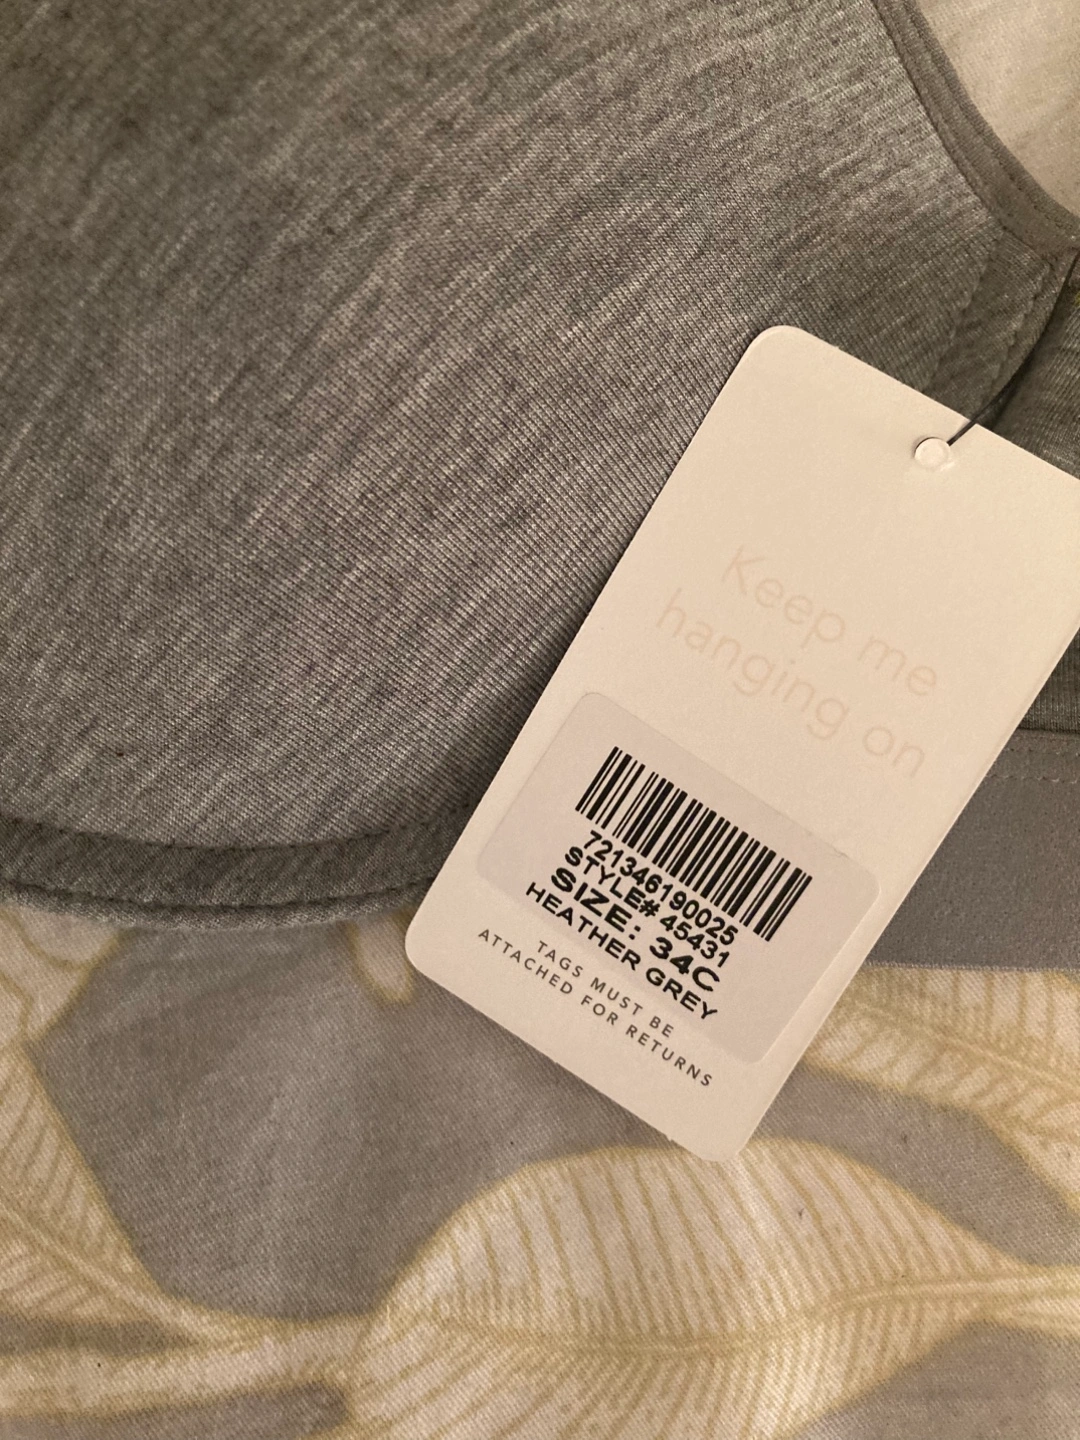 Keep me
hanging on
721346190025
STYLE# 45431
SIZE: 34C
HEATHER GREY
TAGS MUST BE
ATTACHED FOR RETURNS